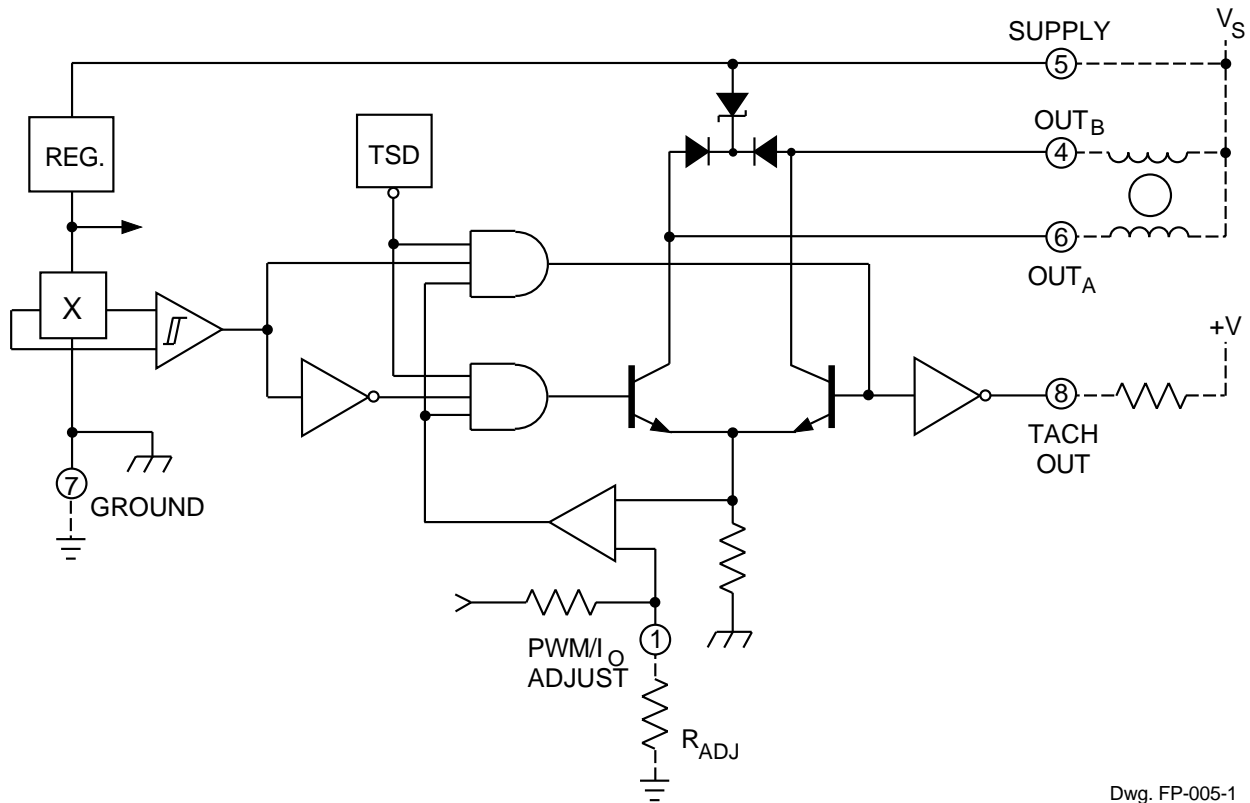 SUPPLY
V_S
5
REG.
TSD
OUT_B
4
6
OUT_A
X
+V
8
TACH
OUT
7
GROUND
PWM/I_O
ADJUST
1
R_ADJ
Dwg. FP-005-1